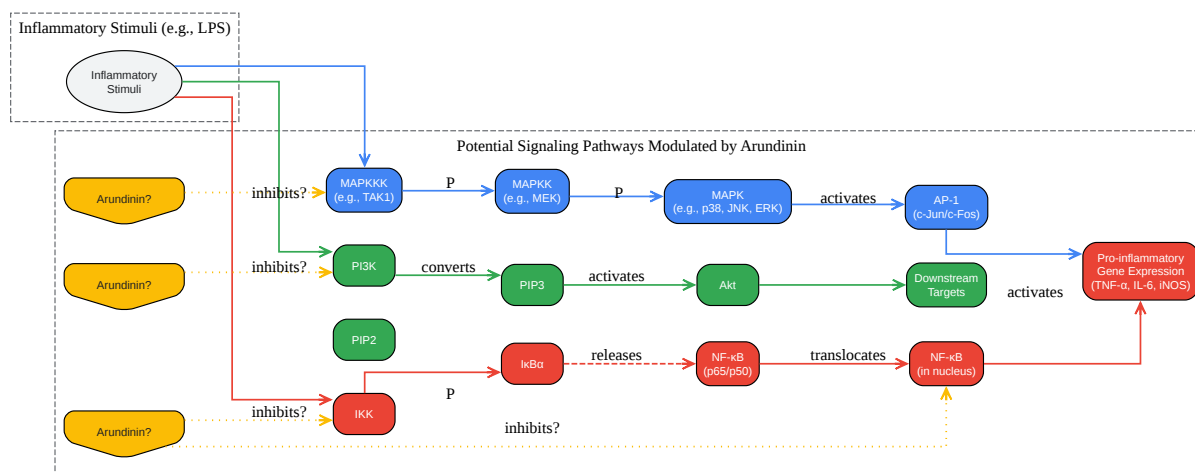 Inflammatory Stimuli (e.g., LPS)
Inflammatory
Stimuli
Potential Signaling Pathways Modulated by Arundinin
Arundinin?
inhibits?
MAPKKK
(e.g., TAK1)
P
MAPKK
(e.g., MEK)
P
MAPK
(e.g., p38, JNK, ERK)
activates
AP-1
(c-Jun/c-Fos)
Arundinin?
inhibits?
PI3K
converts
PIP3
activates
Akt
Downstream
Targets
activates
Pro-inflammatory
Gene Expression
(TNF-α, IL-6, iNOS)
PIP2
IκBα
releases
NF-κB
(p65/p50)
translocates
NF-κB
(in nucleus)
P
Arundinin?
inhibits?
IKK
inhibits?